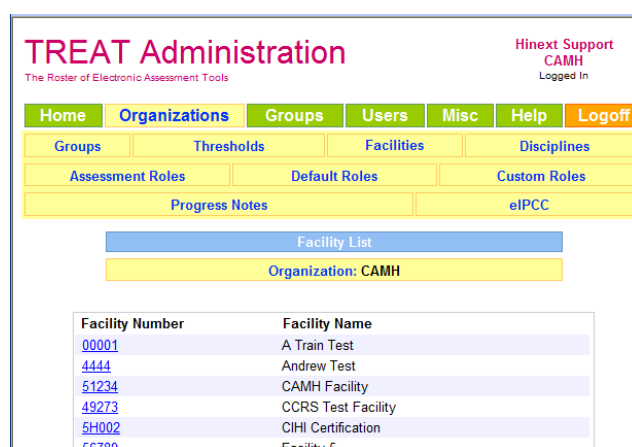 TREAT Administration
The Roster of Electronic Assessment Tools
Hinext Support
CAMH
Logged In
Home Organizations Groups Users Misc Help Logoff
Groups Thresholds Facilities Disciplines
Assessment Roles Default Roles Custom Roles
Progress Notes eIPCC
Facility List
Organization: CAMH
Facility Number Facility Name
00001 A Train Test
4444 Andrew Test
51234 CAMH Facility
49273 CCRS Test Facility
5H002 CIHI Certification
56789 Facility 5